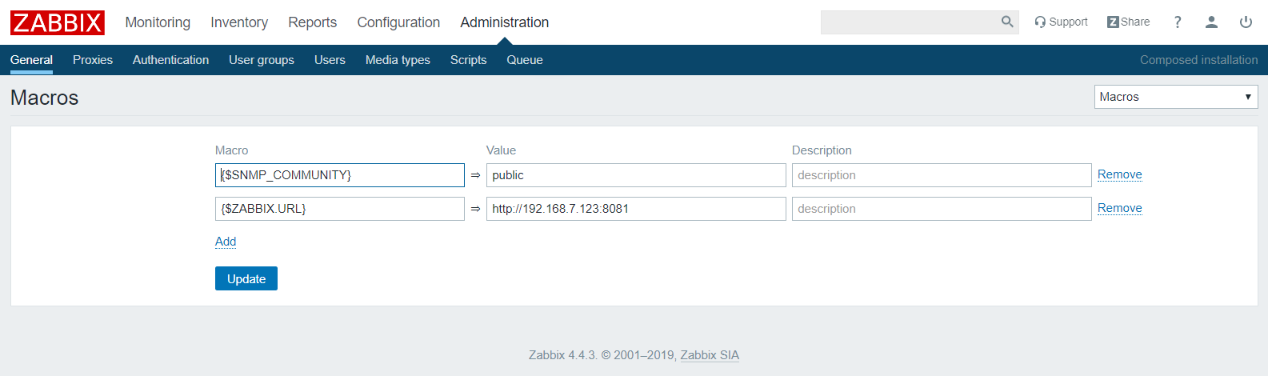 ZABBIX Monitoring Inventory Reports Configuration Administration Support Z Share ?
General Proxies Authentication User groups Users Media types Scripts Queue Composed installation
Macros Macros
Macro Value Description
{$SNMP_COMMUNITY} ⇒ public description Remove
{$ZABBIX.URL} ⇒ http://192.168.7.123:8081 description Remove
Add
Update
Zabbix 4.4.3. © 2001–2019, Zabbix SIA